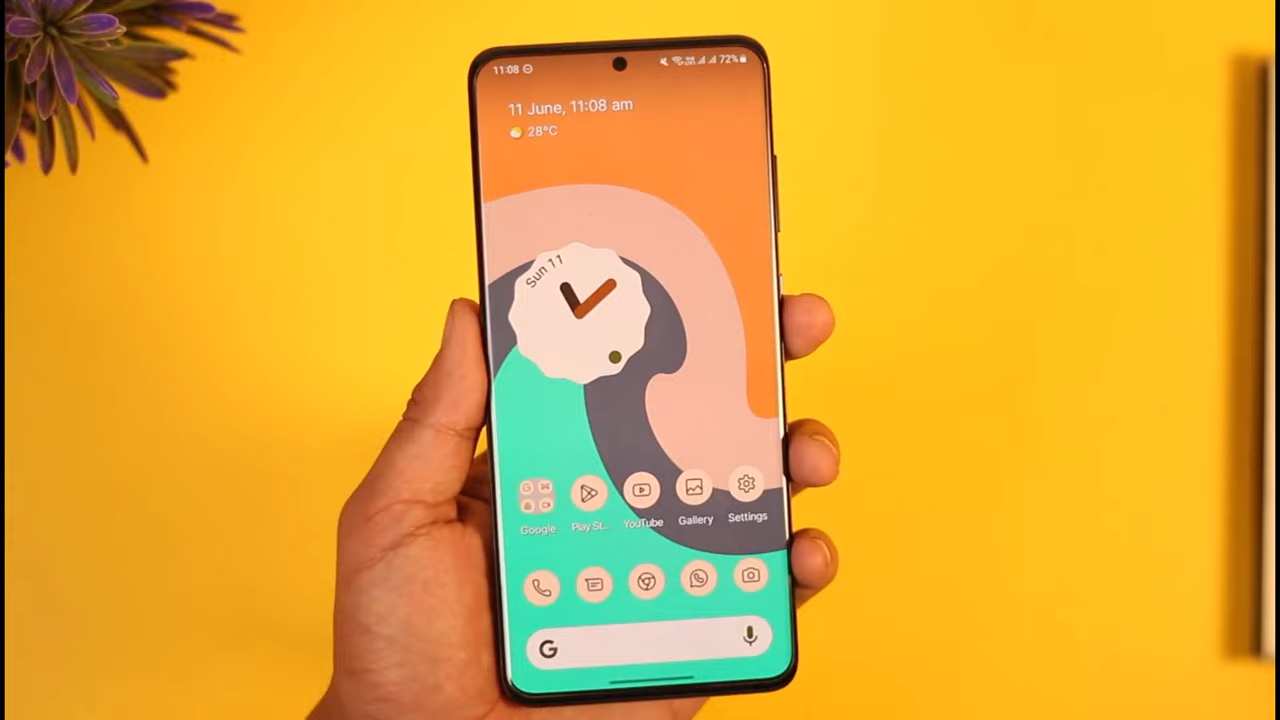 11:08
72%
11 June, 11:08 am
28°C
Sun 11
Google
Play St...
YouTube
Gallery
Settings
G